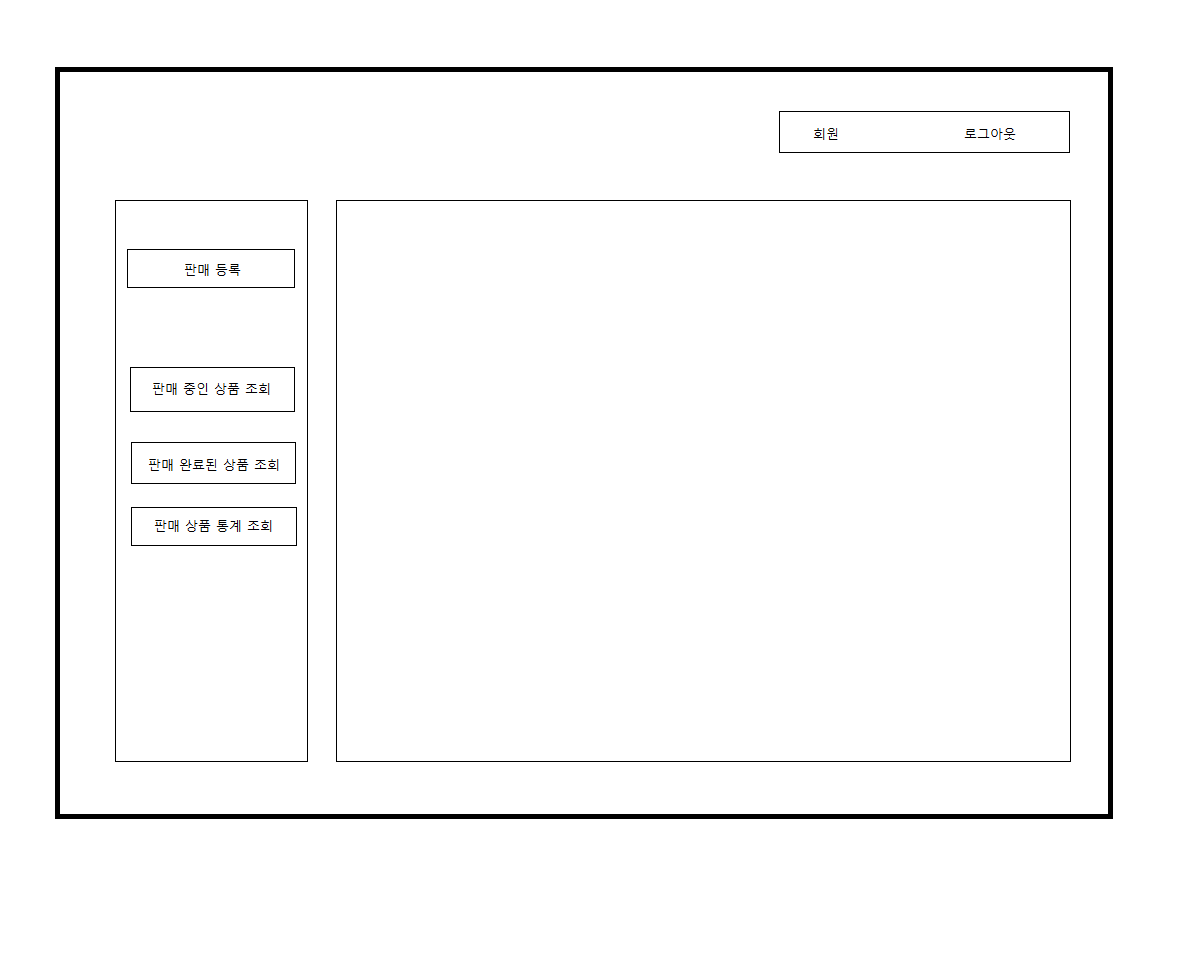 회원 로그아웃
판매 등록
판매 중인 상품 조회
판매 완료된 상품 조회
판매 상품 통계 조회